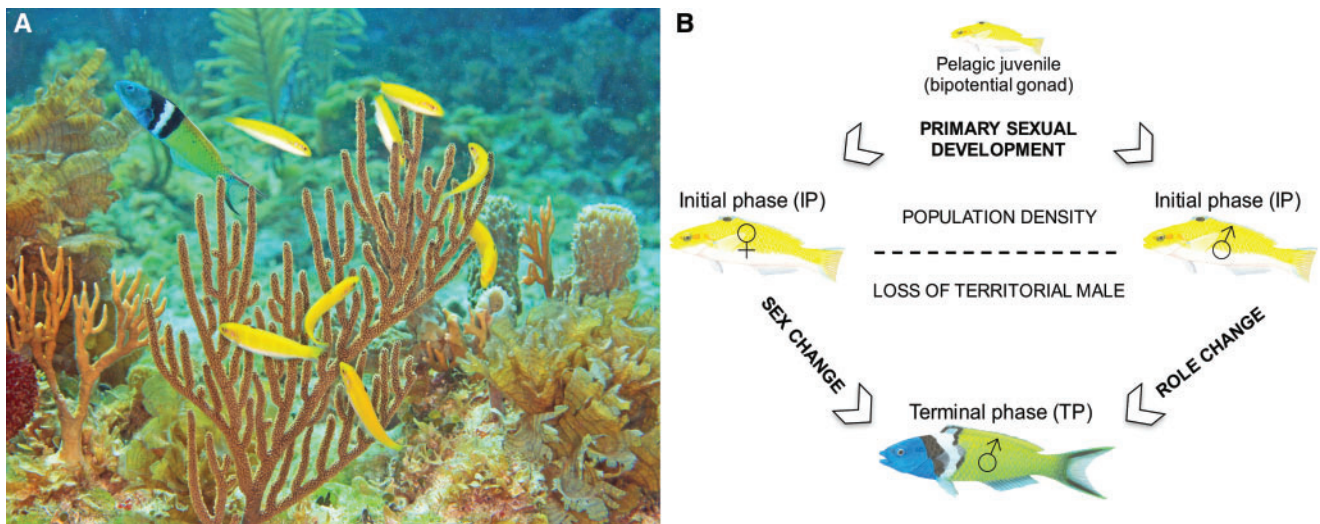 A
B
Pelagic juvenile
(bipotential gonad)
PRIMARY SEXUAL
DEVELOPMENT
Initial phase (IP)
Initial phase (IP)
POPULATION DENSITY
♀
♂
LOSS OF TERRITORIAL MALE
SEX CHANGE
ROLE CHANGE
Terminal phase (TP)
♂